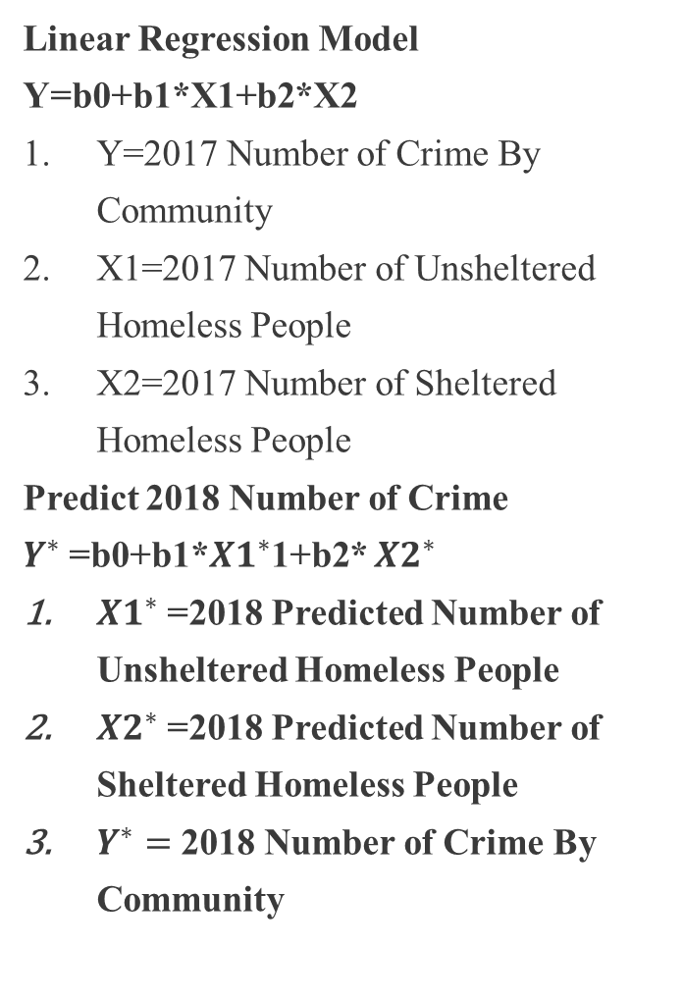 Linear Regression Model
Y=b0+b1*X1+b2*X2
1. Y=2017 Number of Crime By
Community
2. X1=2017 Number of Unsheltered
Homeless People
3. X2=2017 Number of Sheltered
Homeless People
Predict 2018 Number of Crime
Y* =b0+b1*X1*1+b2* X2*
1. X1* =2018 Predicted Number of
Unsheltered Homeless People
2. X2* =2018 Predicted Number of
Sheltered Homeless People
3. Y* = 2018 Number of Crime By
Community